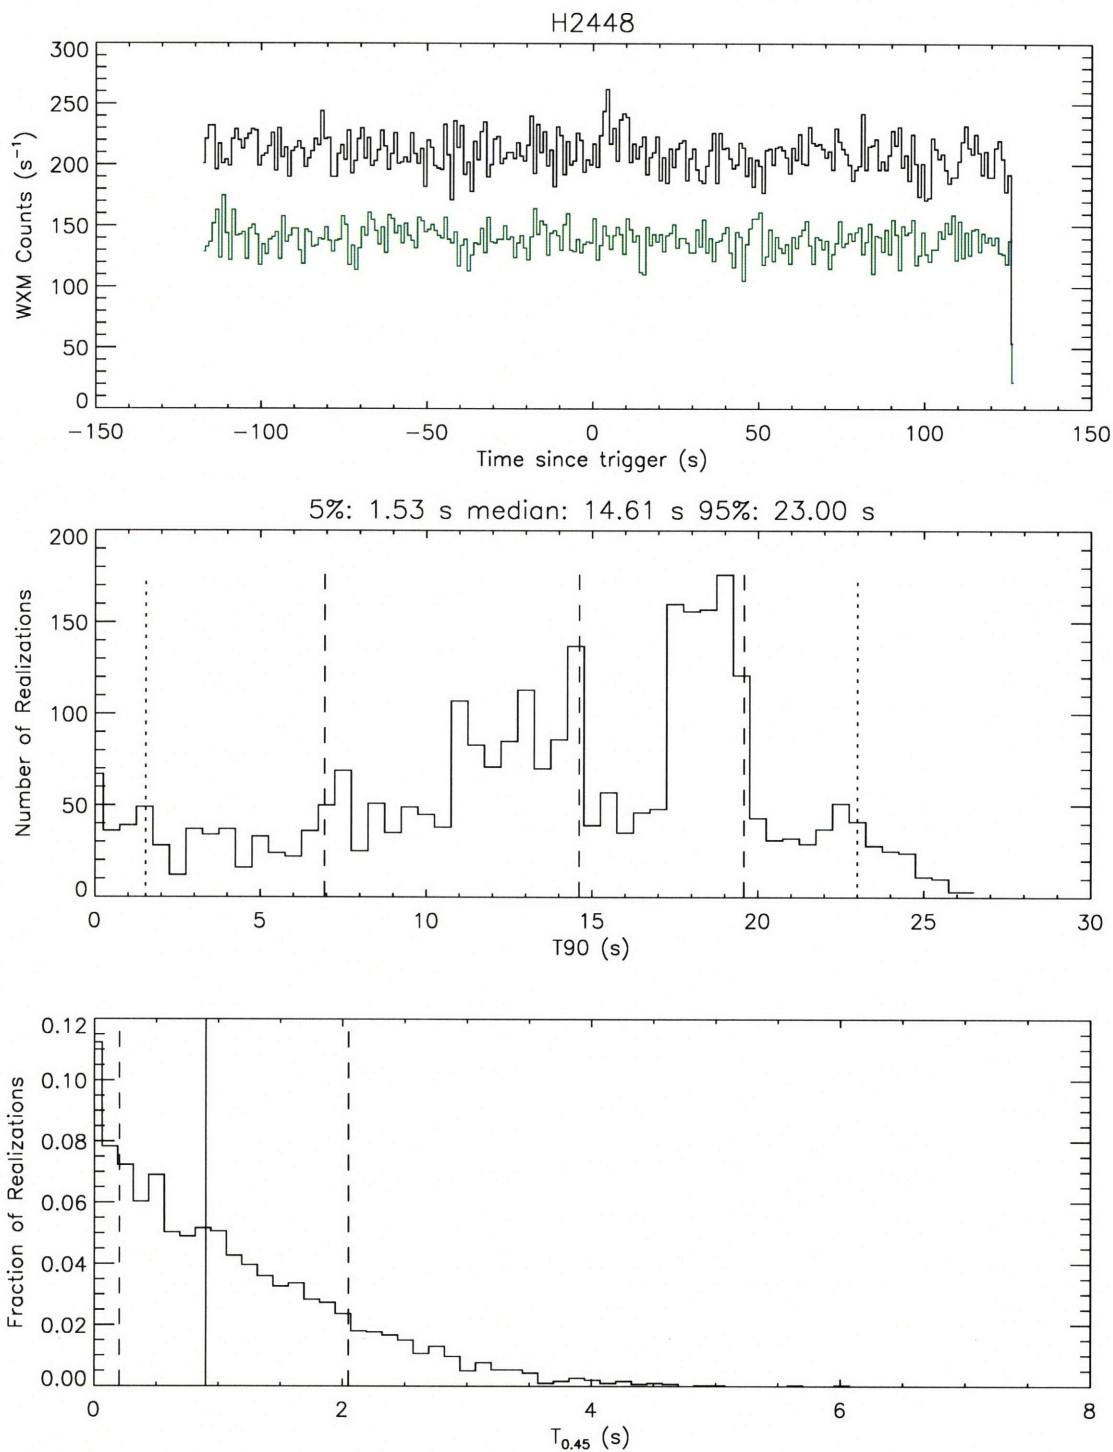 H2448
300
250
200
150
100
50
0
WXM Counts (s⁻¹)
−150 −100 −50 0 50 100 150
Time since trigger (s)
5%: 1.53 s median: 14.61 s 95%: 23.00 s
200
150
100
50
0
Number of Realizations
0 5 10 15 20 25 30
T90 (s)
0.12
0.10
0.08
0.06
0.04
0.02
0.00
Fraction of Realizations
0 2 4 6 8
T₀.₄₅ (s)